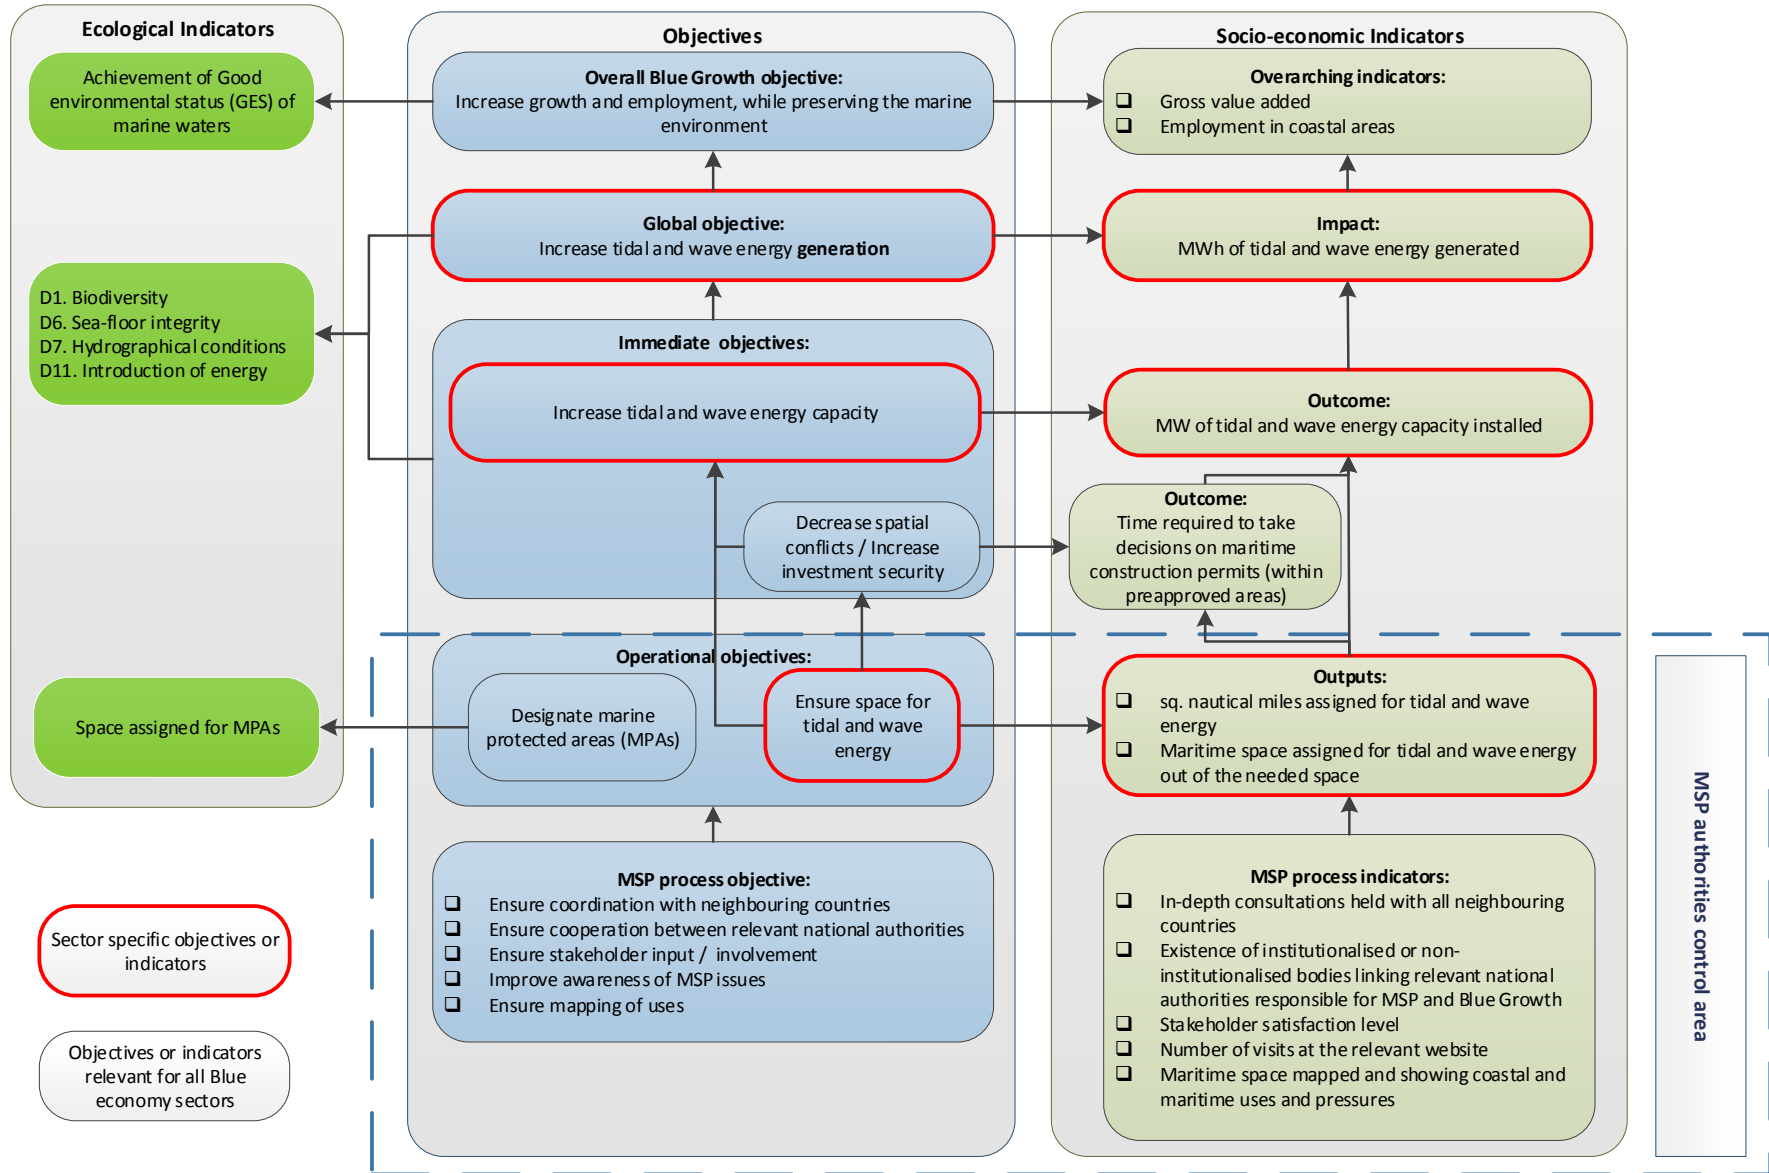 Ecological Indicators
Achievement of Good
environmental status (GES) of
marine waters
D1. Biodiversity
D6. Sea-floor integrity
D7. Hydrographical conditions
D11. Introduction of energy
Space assigned for MPAs
Sector specific objectives or
indicators
Objectives or indicators
relevant for all Blue
economy sectors
Objectives
Overall Blue Growth objective:
Increase growth and employment, while preserving the marine
environment
Global objective:
Increase tidal and wave energy generation
Immediate objectives:
Increase tidal and wave energy capacity
Decrease spatial
conflicts / Increase
investment security
Operational objectives:
Designate marine
protected areas (MPAs)
Ensure space for
tidal and wave
energy
MSP process objective:
❑ Ensure coordination with neighbouring countries
❑ Ensure cooperation between relevant national authorities
❑ Ensure stakeholder input / involvement
❑ Improve awareness of MSP issues
❑ Ensure mapping of uses
Socio-economic Indicators
Overarching indicators:
❑ Gross value added
❑ Employment in coastal areas
Impact:
MWh of tidal and wave energy generated
Outcome:
MW of tidal and wave energy capacity installed
Outcome:
Time required to take
decisions on maritime
construction permits (within
preapproved areas)
Outputs:
❑ sq. nautical miles assigned for tidal and wave
energy
❑ Maritime space assigned for tidal and wave energy
out of the needed space
MSP process indicators:
❑ In-depth consultations held with all neighbouring
countries
❑ Existence of institutionalised or non-
institutionalised bodies linking relevant national
authorities responsible for MSP and Blue Growth
❑ Stakeholder satisfaction level
❑ Number of visits at the relevant website
❑ Maritime space mapped and showing coastal and
maritime uses and pressures
MSP authorities control area